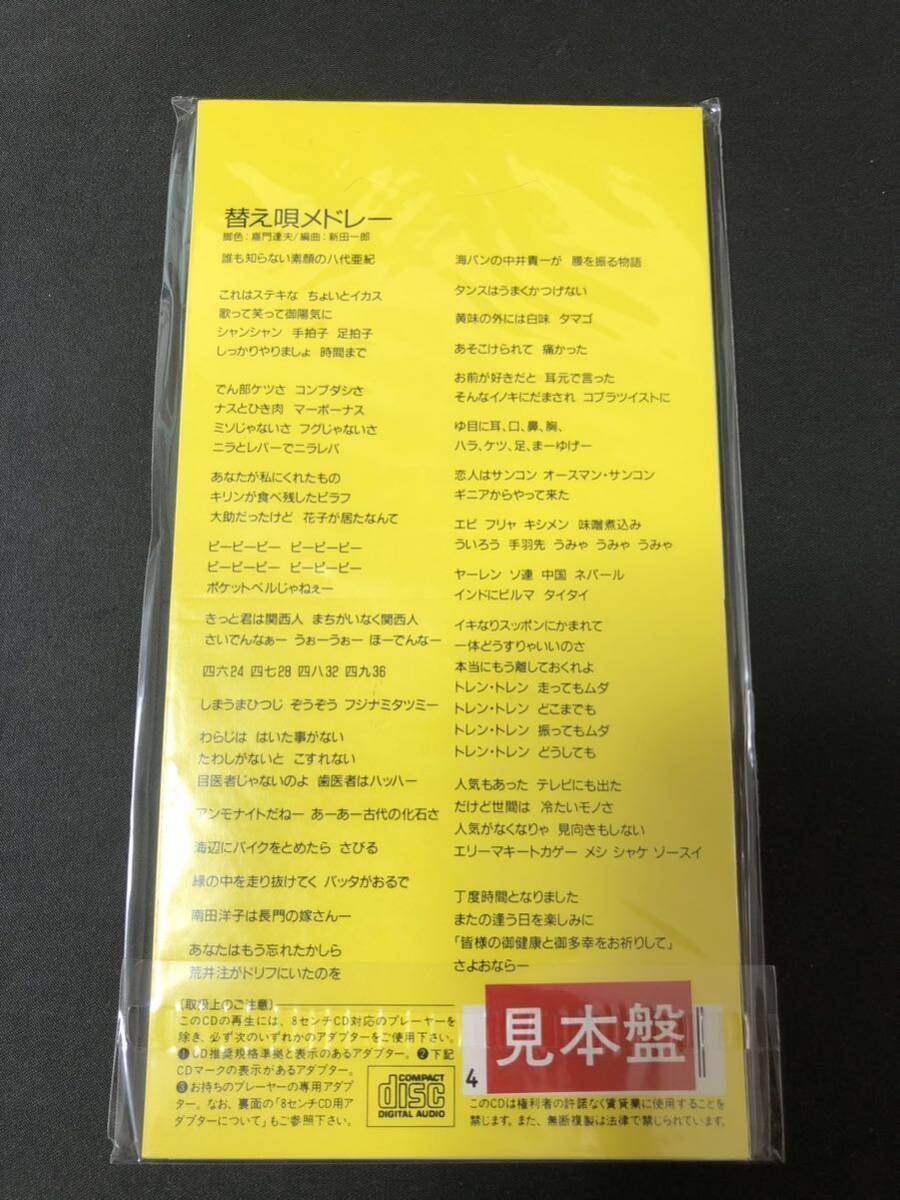 替え唄メドレー
脚色:嘉門達夫/編曲:新田一郎
誰も知らない素顔の八代亜紀
これはステキな ちょいとイカス
歌って笑って御陽気に
シャンシャン 手拍子 足拍子
しっかりやりましょ 時間まで
でん部ケツさ コンブダシさ
ナスとひき肉 マーボーナス
ミソじゃないさ フグじゃないさ
ニラとレバーでニラレバ
あなたが私にくれたもの
キリンが食べ残したピラフ
大助だったけど 花子が居たなんて
ピーピーピー ピーピーピー
ピーピーピー ピーピーピー
ポケットベルじゃねぇー
きっと君は関西人 まちがいなく関西人
さいでんなぁー うぉーうぉー ほーでんなー
四六24 四七28 四八32 四九36
しまうまひつじ ぞうぞう フジナミタツミー
わらじは はいた事がない
たわしがないと こすれない
目医者じゃないのよ 歯医者はハッハー
アンモナイトだねー あーあー古代の化石さ
海辺にバイクをとめたら さびる
緑の中を走り抜けてく バッタがおるで
南田洋子は長門の嫁さんー
あなたはもう忘れたかしら
荒井注がドリフにいたのを
海パンの中井貴一が 腰を振る物語
タンスはうまくかつげない
黄味の外には白味 タマゴ
あそこけられて 痛かった
お前が好きだと 耳元で言った
そんなイノキにだまされ コブラツイストに
ゆ目に耳、口、鼻、胸、
ハラ、ケツ、足、まーゆげー
恋人はサンコン オースマン・サンコン
ギニアからやって来た
エビ フリャ キシメン 味噌煮込み
ういろう 手羽先 うみゃ うみゃ うみゃ
ヤーレン ソ連 中国 ネパール
インドにビルマ タイタイ
イキなりスッポンにかまれて
一体どうすりゃいいのさ
本当にもう離しておくれよ
トレン・トレン 走ってもムダ
トレン・トレン どこまでも
トレン・トレン 振ってもムダ
トレン・トレン どうしても
人気もあった テレビにも出た
だけど世間は 冷たいモノさ
人気がなくなりゃ 見向きもしない
エリーマキートカゲー メシ シャケ ゾースイ
丁度時間となりました
またの逢う日を楽しみに
「皆様の御健康と御多幸をお祈りして」
さよおならー
〔取扱上のご注意〕
このCDの再生には、8センチCD対応のプレーヤーを
除き、必ず次のいずれかのアダプターをご使用下さい。
❶CD推奨規格準拠と表示のあるアダプター。❷下記
CDマークの表示があるアダプター。
❸お持ちのプレーヤーの専用アダプ
ター。なお、裏面の「8センチCD用ア
ダプターについて」もご参照下さい。
COMPACT
disc
DIGITAL AUDIO
4
見本盤
このCDは権利者の許諾なく賃貸業に使用することを
禁じます。また、無断複製は法律で禁じられています。